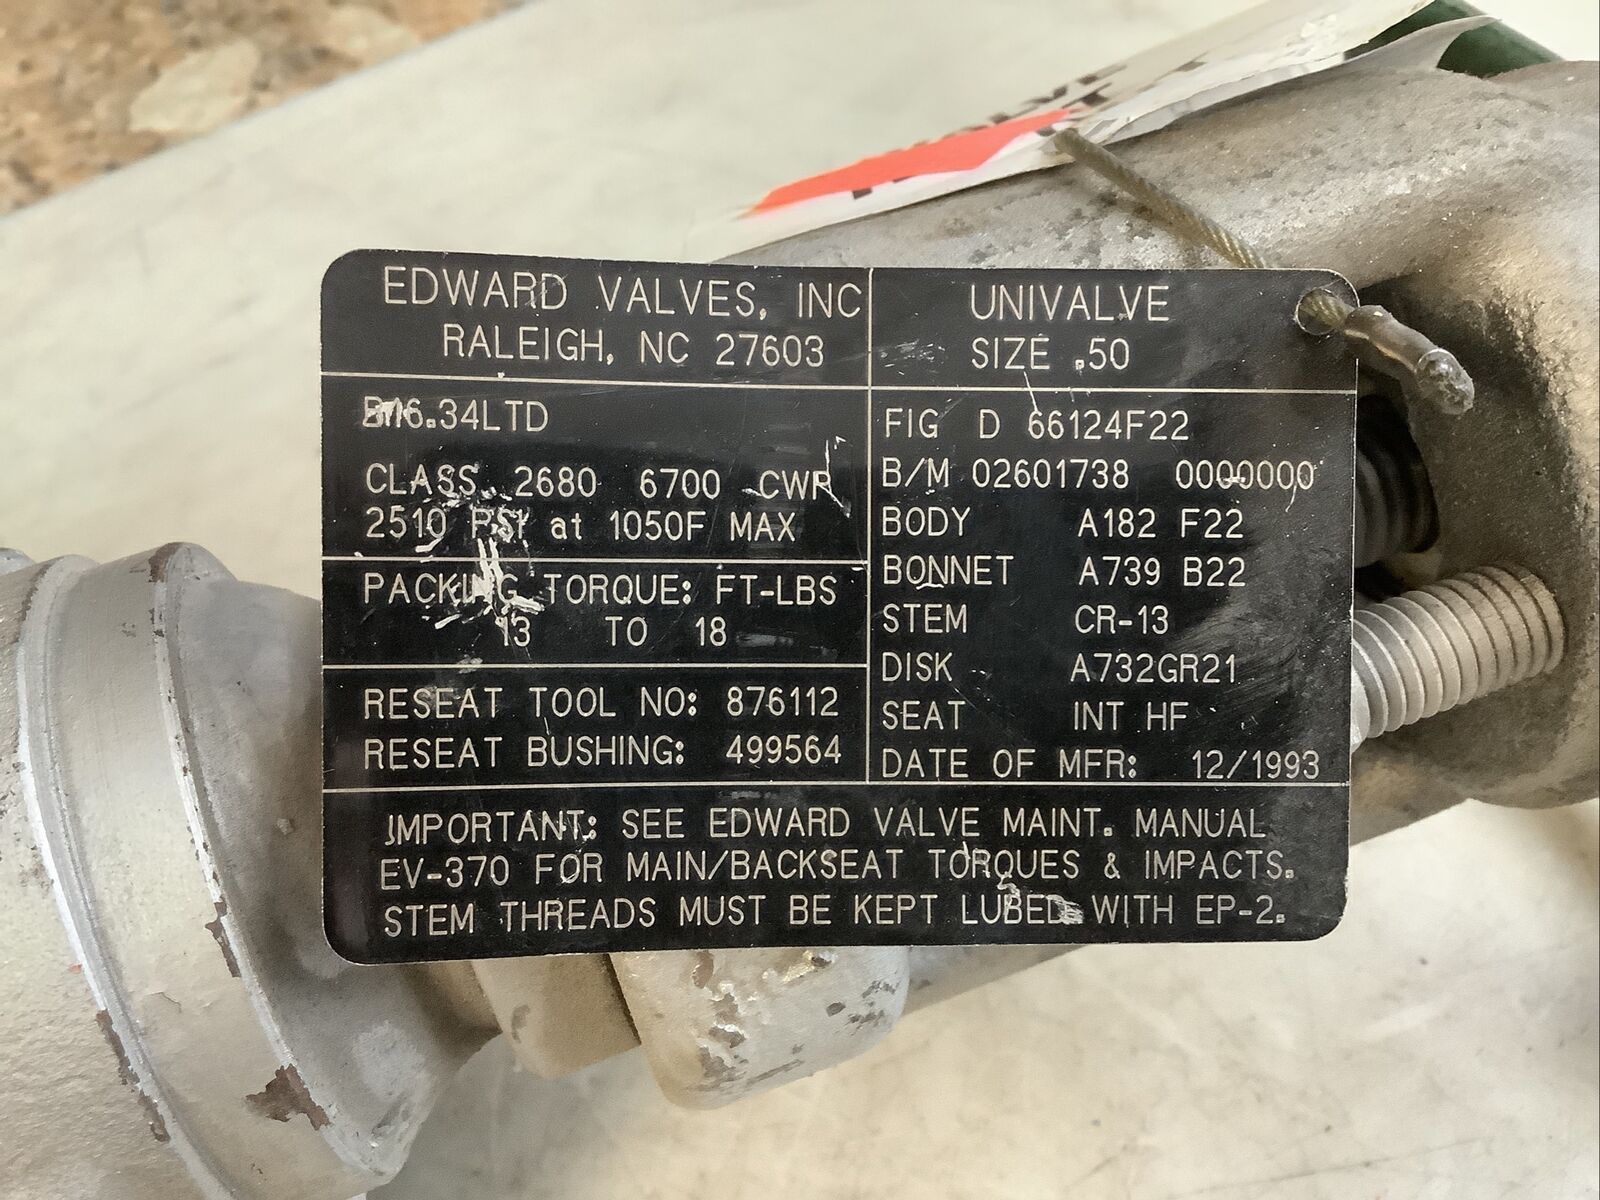 EDWARD VALVES, INC
RALEIGH, NC 27603
UNIVALVE
SIZE .50
B16.34LTD
CLASS 2680 6700 CWP
2510 PSI at 1050F MAX
PACKING TORQUE: FT-LBS
13 TO 18
RESEAT TOOL NO: 876112
RESEAT BUSHING: 499564
FIG D 66124F22
B/M 02601738 0000000
BODY A182 F22
BONNET A739 B22
STEM CR-13
DISK A732GR21
SEAT INT HF
DATE OF MFR: 12/1993
IMPORTANT: SEE EDWARD VALVE MAINT. MANUAL
EV-370 FOR MAIN/BACKSEAT TORQUES & IMPACTS.
STEM THREADS MUST BE KEPT LUBED WITH EP-2.